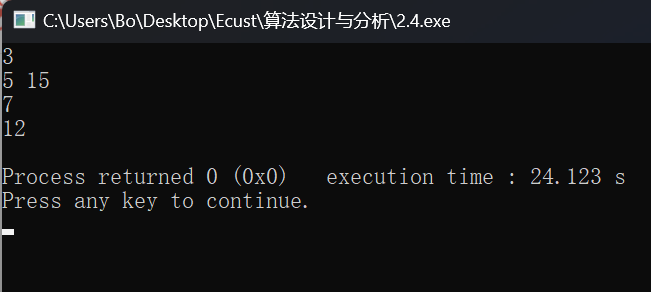 C:\Users\Bo\Desktop\Ecust\算法设计与分析\2.4.exe
3
5 15
7
12
Process returned 0 (0x0)   execution time : 24.123 s
Press any key to continue.